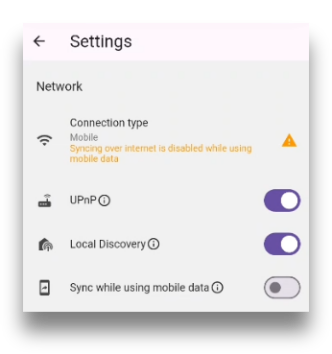 Settings
Network
Connection type
Mobile
Syncing over internet is disabled while using
mobile data
UPnP
Local Discovery
Sync while using mobile data